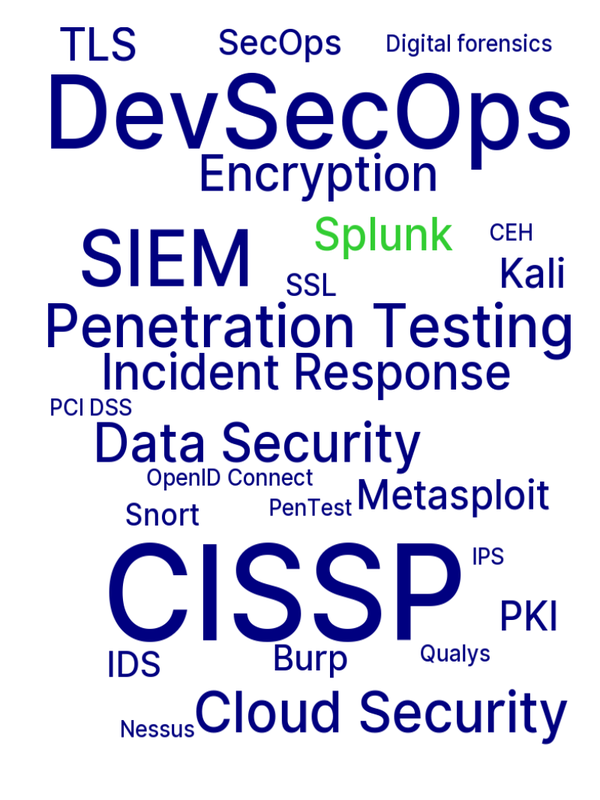 TLS SecOps Digital forensics
DevSecOps
Encryption
SIEM Splunk CEH
SSL Kali
Penetration Testing
Incident Response
PCI DSS
Data Security
OpenID Connect
Snort PenTest Metasploit
CISSP IPS
PKI
IDS Burp Qualys
Nessus Cloud Security